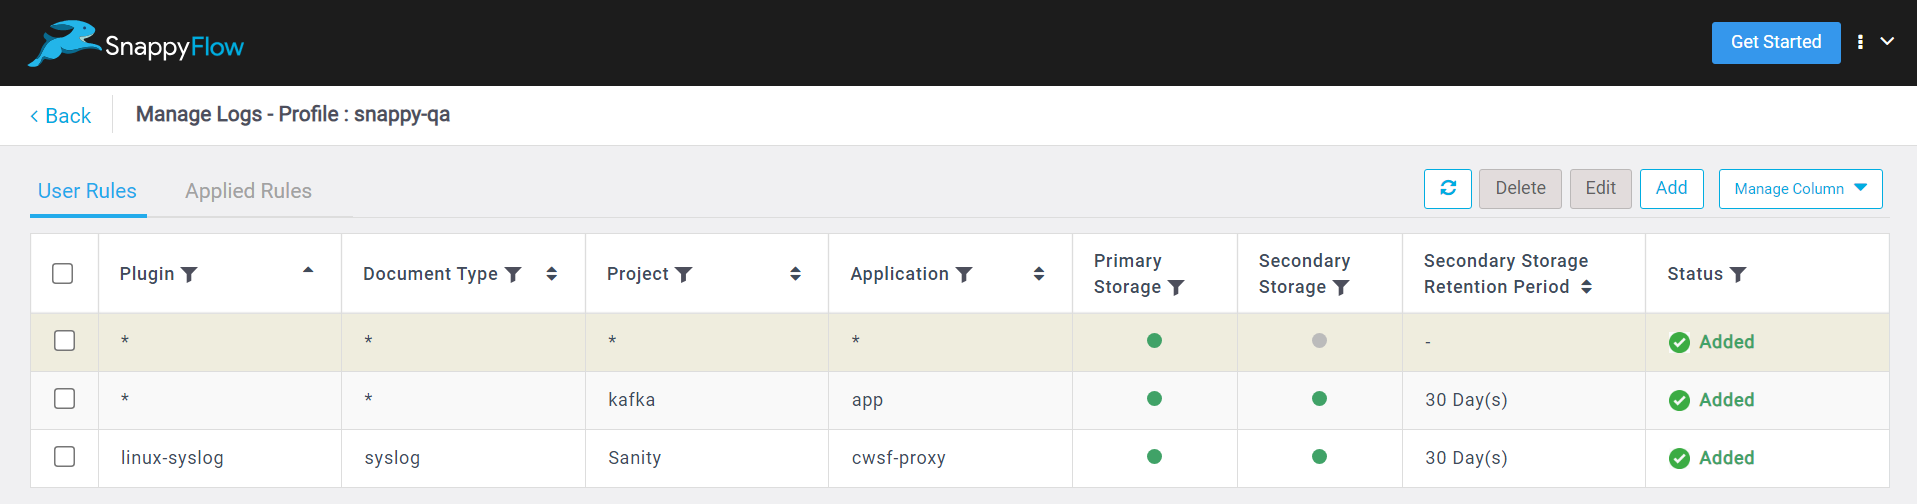 SnappyFlow
Get Started
Back
Manage Logs - Profile : snappy-qa
User Rules
Applied Rules
Delete
Edit
Add
Manage Column
Plugin
Document Type
Project
Application
Primary
Storage
Secondary
Storage
Secondary Storage
Retention Period
Status
* * * * - Added
* * kafka app 30 Day(s) Added
linux-syslog syslog Sanity cwsf-proxy 30 Day(s) Added